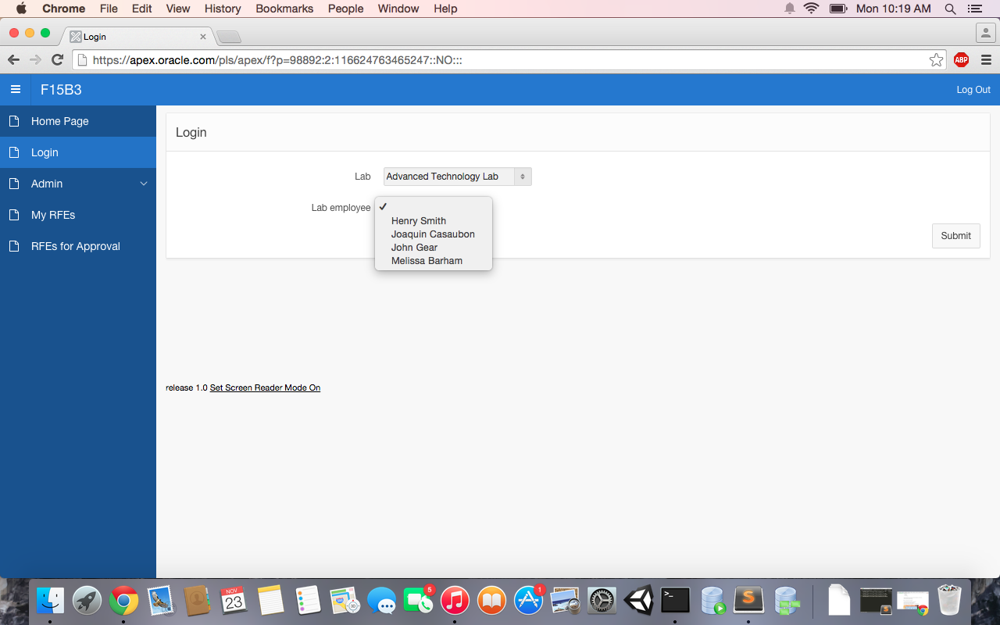 Chrome File Edit View History Bookmarks People Window Help Mon 10:19 AM
Login
https://apex.oracle.com/pls/apex/f?p=98892:2:116624763465247::NO:::
ABP
F15B3 Log Out
Home Page
Login
Admin
My RFEs
RFEs for Approval
Login
Lab Advanced Technology Lab
Lab employee
Henry Smith
Joaquin Casaubon
John Gear
Melissa Barham
Submit
release 1.0 Set Screen Reader Mode On
NOV
23
5
1